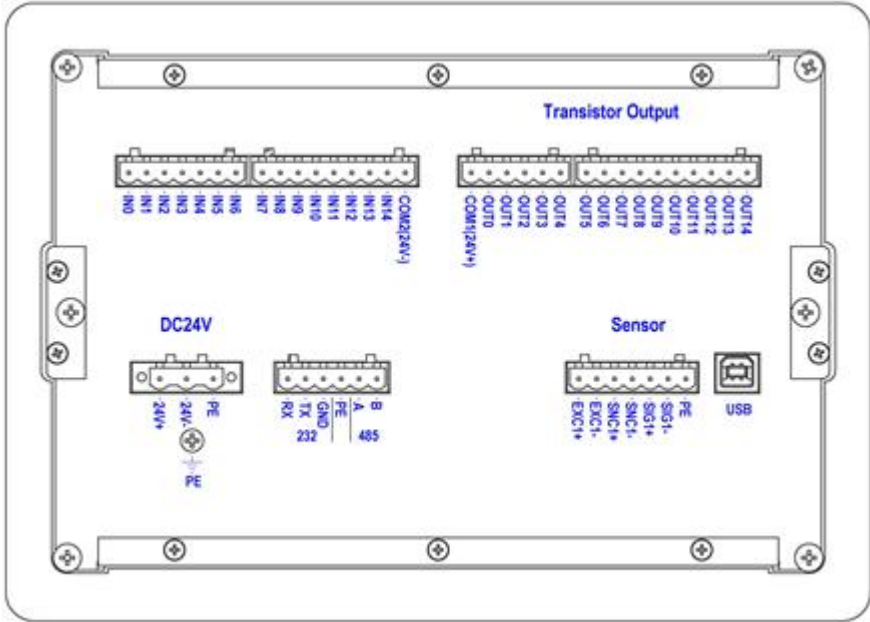 Transistor Output
IN0
IN1
IN2
IN3
IN4
IN5
IN6
IN7
IN8
IN9
IN10
IN11
IN12
IN13
IN14
COM2(24V-)
COM1(24V+)
OUT0
OUT1
OUT2
OUT3
OUT4
OUT5
OUT6
OUT7
OUT8
OUT9
OUT10
OUT11
OUT12
OUT13
OUT14
DC24V
24V+
24V-
PE
PE
RX
TX
GND
PE
A
B
232
485
Sensor
EXC1+
EXC1-
SNC1+
SNC1-
SIG1+
SIG1-
PE
USB